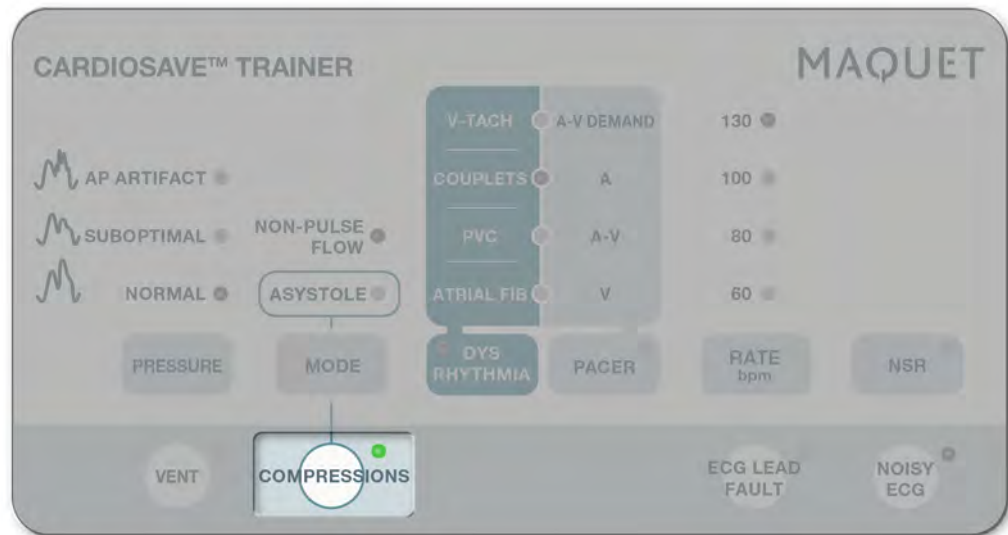 CARDIOSAVE™ TRAINER
MAQUET
AP ARTIFACT
SUBOPTIMAL
NORMAL
NON-PULSE
FLOW
ASYSTOLE
V-TACH
COUPLETS
PVC
ATRIAL FIB
A-V DEMAND
A
A-V
V
130
100
80
60
PRESSURE
MODE
DYS
RHYTHMIA
PACER
RATE
bpm
NSR
VENT
COMPRESSIONS
ECG LEAD
FAULT
NOISY
ECG